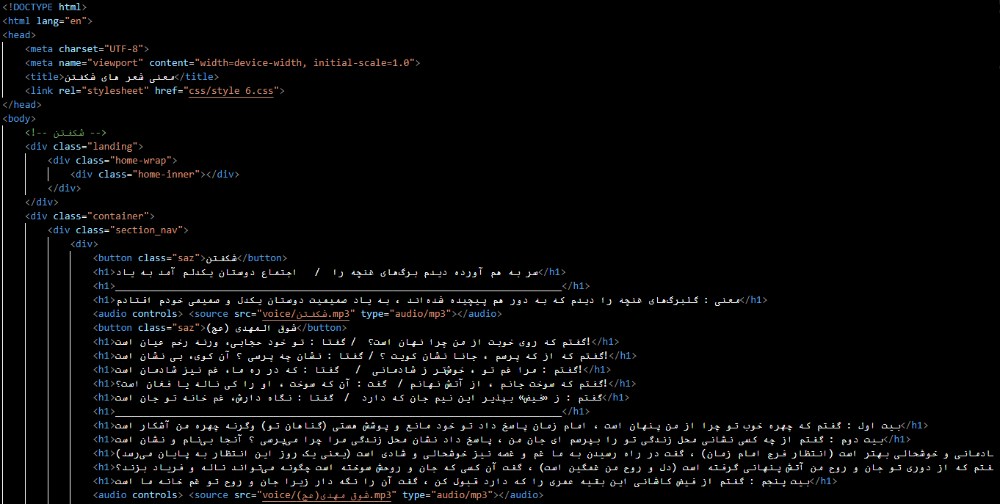 <!DOCTYPE html>
<html lang="en">
<head>
<meta charset="UTF-8">
<meta name="viewport" content="width=device-width, initial-scale=1.0">
<title>معنی شعر های شکفتن</title>
<link rel="stylesheet" href="css/style 6.css">
</head>
<body>
<!-- شکفتن -->
<div class="landing">
<div class="home-wrap">
<div class="home-inner"></div>
</div>
</div>
<div class="container">
<div class="section_nav">
<div>
<button class="saz">شکفتن</button>
<h1>سر به هم آورده دیدم برگ‌های غنچه را / اجتماع دوستان یکدلم آمد به یاد</h1>
<h1>________________________________________________________________________________</h1>
<h1>معنی : گلبرگ‌های غنچه را دیدم که به دور هم پیچیده شده‌اند ، به یاد صمیمیت دوستان یکدل و صمیمی خودم افتادم</h1>
<audio controls> <source src="voice/شکفتن.mp3" type="audio/mp3"></audio>
<button class="saz">شوق المهدی (عج)</button>
<h1>گفتم که روی خوبت از من چرا نهان است؟ / گفتا : تو خود حجابی، ورنه رخم عیان است!</h1>
<h1>گفتم که از که پرسم ، جانا نشان کویت ؟ / گفتا : نشان چه پرسی ؟ آن کوی، بی نشان است!</h1>
<h1>گفتم : مرا غم تو ، خوش‌تر ز شادمانی / گفتا : که در ره ما، غم نیز شادمان است!</h1>
<h1>گفتم که سوخت جانم ، از آتش نهانم / گفت : آن که سوخت ، او را کی ناله یا فغان است؟!</h1>
<h1>گفتم : ز «فیض» بپذیر این نیم جان که دارد / گفتا : نگاه دارش، غم خانه تو جان است</h1>
<h1>________________________________________________________________________________</h1>
<h1>بیت اول : گفتم که چهره خوب تو چرا از من پنهان است ، امام زمان پاسخ داد تو خود مانع و پوشش هستی (گناهان تو) وگرنه چهره من آشکار است</h1>
<h1>بیت دوم : گفتم از چه کسی نشانی محل زندگی تو را بپرسم ای جان من ، پاسخ داد نشان محل زندگی مرا چرا می‌پرسی ؟ آنجا بی‌نام و نشان است</h1>
<h1>ادمانی و خوشحالی بهتر است (انتظار فرج امام زمان) ، گفت در راه رسیدن به ما غم و غصه نیز خوشحالی و شادی است (یعنی یک روز این انتظار به پایان می‌رسد)
<h1>فتم که از دوری تو جان و روح من آتش پنهانی گرفته است (دل و روح من غمگین است) ، گفت آن کسی که جان و روحش سوخته است چگونه می‌تواند ناله و فریاد بزند؟
<h1>بیت پنجم : گفتم از فیض کاشانی این بقیه عمری را که دارد قبول کن ، گفت آن را نگه دار زیرا جان و روح تو غم خانه ما است</h1>
<audio controls> <source src="voice/شوق مهدی(عج).mp3" type="audio/mp3"></audio>